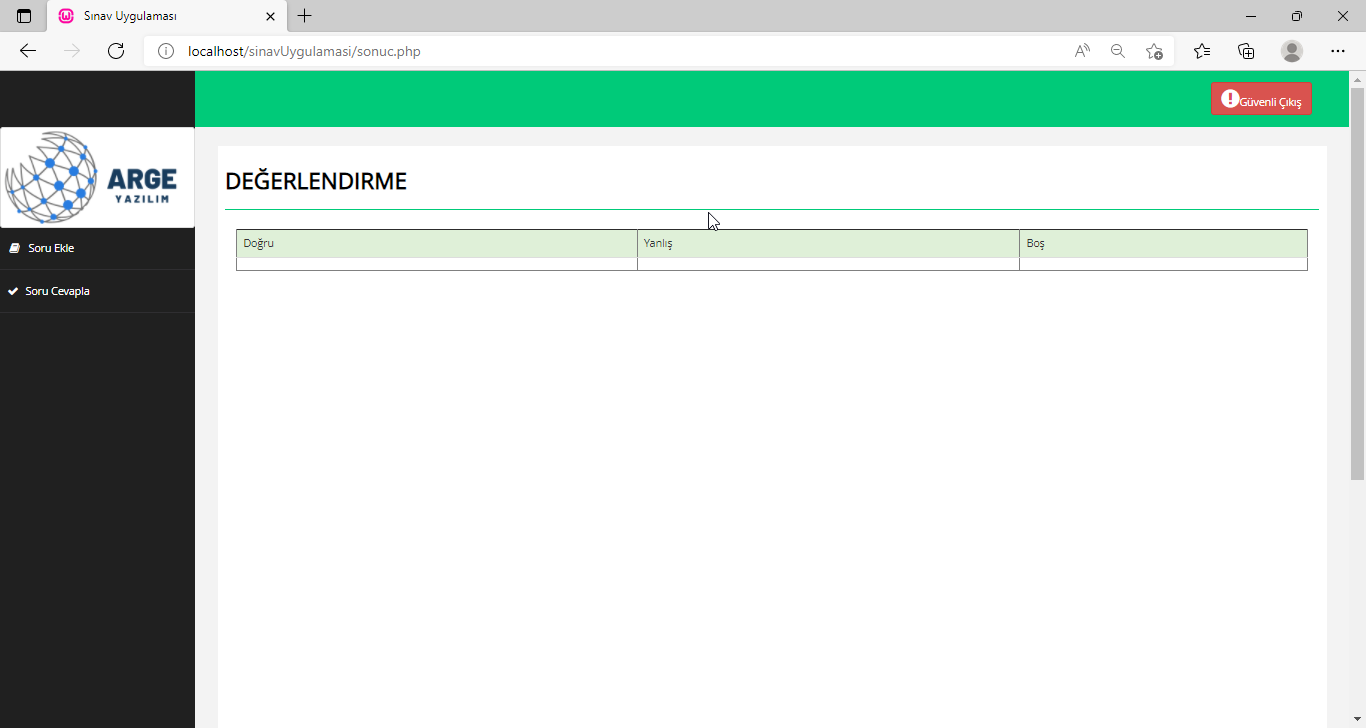 Sınav Uygulaması
localhost/sinavUygulamasi/sonuc.php
Güvenli Çıkış
ARGE
YAZILIM
Soru Ekle
Soru Cevapla
DEĞERLENDIRME
Doğru Yanlış Boş